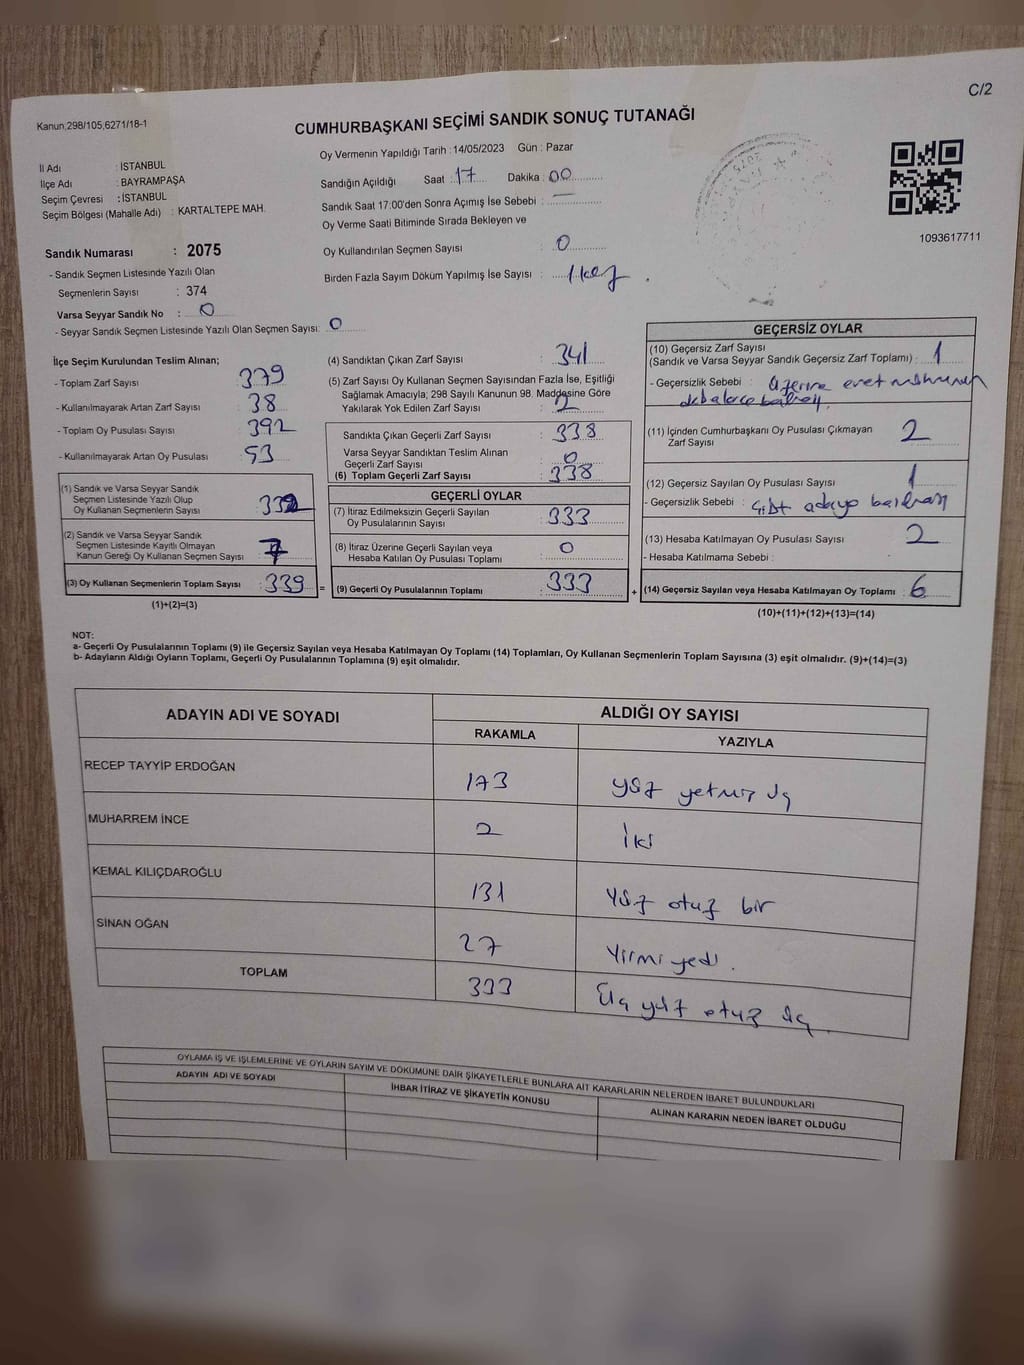 C/2
Kanun;298/105,6271/18-1
CUMHURBAŞKANI SEÇİMİ SANDIK SONUÇ TUTANAĞI
Oy Vermenin Yapıldığı Tarih : 14/05/2023 Gün : Pazar
İl Adı : İSTANBUL
İlçe Adı : BAYRAMPAŞA
Seçim Çevresi : İSTANBUL
Seçim Bölgesi (Mahalle Adı) : KARTALTEPE MAH.
Sandık Numarası : 2075
- Sandık Seçmen Listesinde Yazılı Olan
Seçmenlerin Sayısı : 374
Varsa Seyyar Sandık No : 0
- Seyyar Sandık Seçmen Listesinde Yazılı Olan Seçmen Sayısı: 0
Sandığın Açıldığı Saat : 17 Dakika : 00
Sandık Saat 17:00'den Sonra Açımış İse Sebebi : —
Oy Verme Saati Bitiminde Sırada Bekleyen ve
Oy Kullandırılan Seçmen Sayısı : 0
Birden Fazla Sayım Döküm Yapılmış İse Sayısı : 1 kez
1093617711
İlçe Seçim Kurulundan Teslim Alınan;
- Toplam Zarf Sayısı : 379
- Kullanılmayarak Artan Zarf Sayısı : 38
- Toplam Oy Pusulası Sayısı : 392
- Kullanılmayarak Artan Oy Pusulası : 53
(1) Sandık ve Varsa Seyyar Sandık
Seçmen Listesinde Yazılı Olup
Oy Kullanan Seçmenlerin Sayısı : 332
(2) Sandık ve Varsa Seyyar Sandık
Seçmen Listesinde Kayıtlı Olmayan
Kanun Gereği Oy Kullanan Seçmen Sayısı : 7
(3) Oy Kullanan Seçmenlerin Toplam Sayısı : 339 =
(1)+(2)=(3)
(4) Sandıktan Çıkan Zarf Sayısı : 341
(5) Zarf Sayısı Oy Kullanan Seçmen Sayısından Fazla İse, Eşitliği
Sağlamak Amacıyla; 298 Sayılı Kanunun 98. Maddesine Göre
Yakılarak Yok Edilen Zarf Sayısı : 2
Sandıkta Çıkan Geçerli Zarf Sayısı : 338
Varsa Seyyar Sandıktan Teslim Alınan
Geçerli Zarf Sayısı : 0
(6) Toplam Geçerli Zarf Sayısı : 338
GEÇERLİ OYLAR
(7) İtiraz Edilmeksizin Geçerli Sayılan
Oy Pusulalarının Sayısı : 333
(8) İtiraz Üzerine Geçerli Sayılan veya
Hesaba Katılan Oy Pusulası Toplamı : 0
(9) Geçerli Oy Pusulalarının Toplamı : 333 +
GEÇERSİZ OYLAR
(10) Geçersiz Zarf Sayısı
(Sandık ve Varsa Seyyar Sandık Geçersiz Zarf Toplamı) : 1
- Geçersizlik Sebebi : üzerine evet mührünün
(11) İçinden Cumhurbaşkanı Oy Pusulası Çıkmayan
Zarf Sayısı : 2
(12) Geçersiz Sayılan Oy Pusulası Sayısı : 1
- Geçersizlik Sebebi : çift adaya basılması
(13) Hesaba Katılmayan Oy Pusulası Sayısı : 2
- Hesaba Katılmama Sebebi :
(14) Geçersiz Sayılan veya Hesaba Katılmayan Oy Toplamı : 6
(10)+(11)+(12)+(13)=(14)
NOT:
a- Geçerli Oy Pusulalarının Toplamı (9) ile Geçersiz Sayılan veya Hesaba Katılmayan Oy Toplamı (14) Toplamları, Oy Kullanan Seçmenlerin Toplam Sayısına (3) eşit olmalıdır. (9)+(14)=(3)
b- Adayların Aldığı Oyların Toplamı, Geçerli Oy Pusulalarının Toplamına (9) eşit olmalıdır.
ADAYIN ADI VE SOYADI ALDIĞI OY SAYISI
RAKAMLA YAZIYLA
RECEP TAYYİP ERDOĞAN 173 yüz yetmiş üç
MUHARREM İNCE 2 iki
KEMAL KILIÇDAROĞLU 131 yüz otuz bir
SİNAN OĞAN 27 Yirmi yedi.
TOPLAM 333 Üç yüz otuz üç
OYLAMA İŞ VE İŞLEMLERİNE VE OYLARIN SAYIM VE DÖKÜMÜNE DAİR ŞİKAYETLERLE BUNLARA AİT KARARLARIN NELERDEN İBARET BULUNDUKLARI
ADAYIN ADI VE SOYADI İHBAR İTİRAZ VE ŞİKAYETİN KONUSU ALINAN KARARIN NEDEN İBARET OLDUĞU